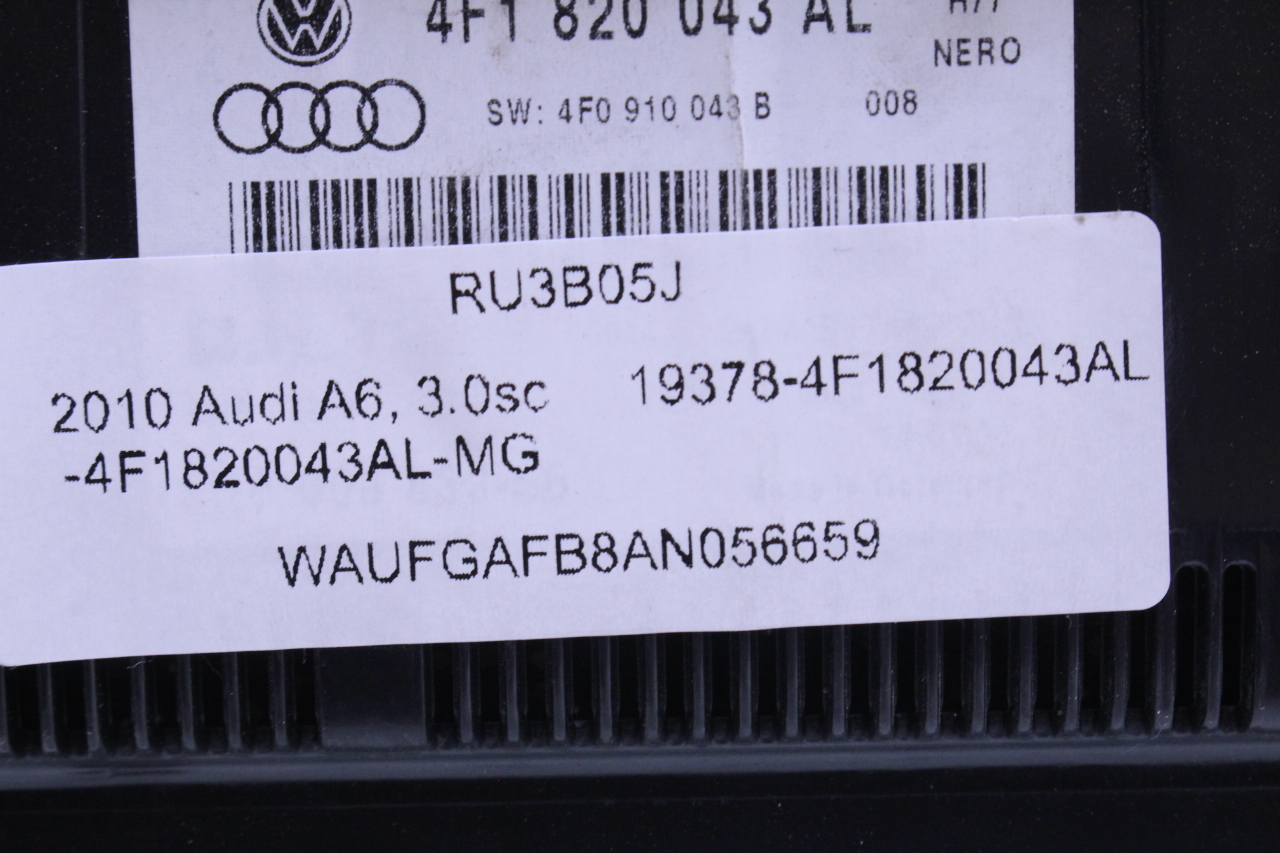 4F1 820 043 AL
NERO
SW: 4F0 910 043 B 008
RU3B05J
2010 Audi A6, 3.0sc 19378-4F1820043AL
-4F1820043AL-MG
WAUFGAFB8AN056659